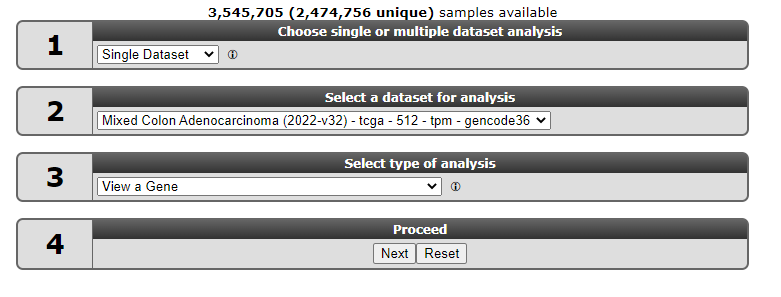 3,545,705 (2,474,756 unique) samples available
1
Choose single or multiple dataset analysis
Single Dataset
2
Select a dataset for analysis
Mixed Colon Adenocarcinoma (2022-v32) - tcga - 512 - tpm - gencode36
3
Select type of analysis
View a Gene
4
Proceed
Next Reset